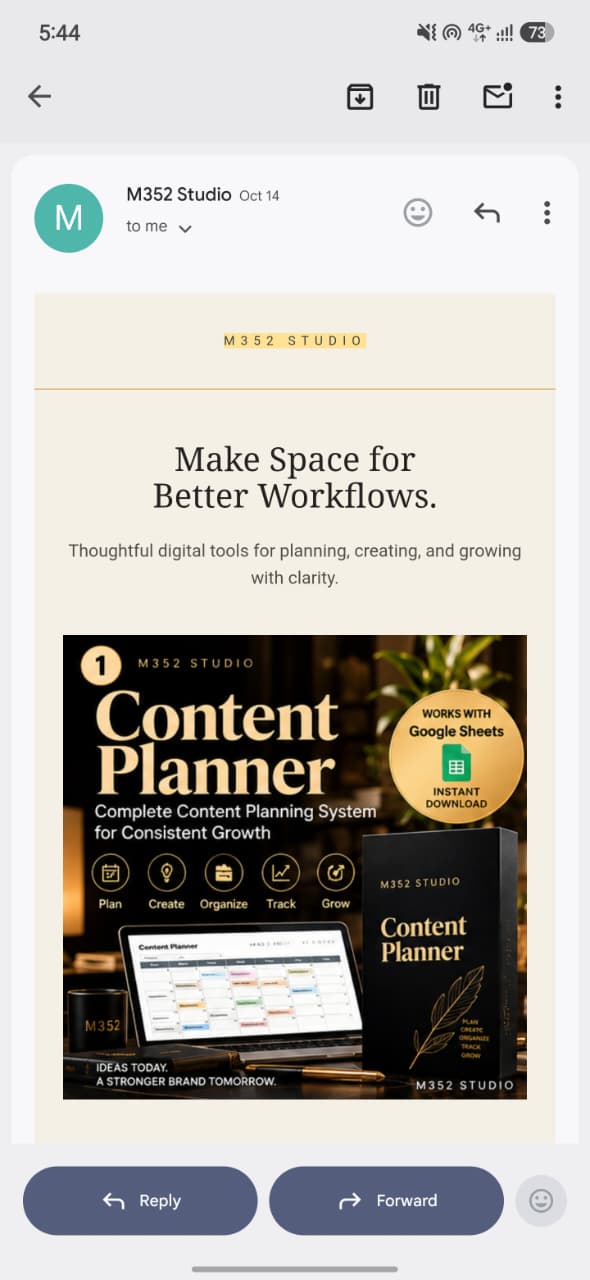 5:44
4G+
73
M352 Studio Oct 14
M
to me
M352 STUDIO
Make Space for
Better Workflows.
Thoughtful digital tools for planning, creating, and growing
with clarity.
1
M352 STUDIO
Content
Planner
Complete Content Planning System
for Consistent Growth
WORKS WITH
Google Sheets
INSTANT
DOWNLOAD
Plan Create Organize Track Grow
Content Planner
M352 STUDIO
Content
Planner
PLAN
CREATE
ORGANIZE
TRACK
GROW
M352
IDEAS TODAY.
A STRONGER BRAND TOMORROW.
M352 STUDIO
Reply
Forward